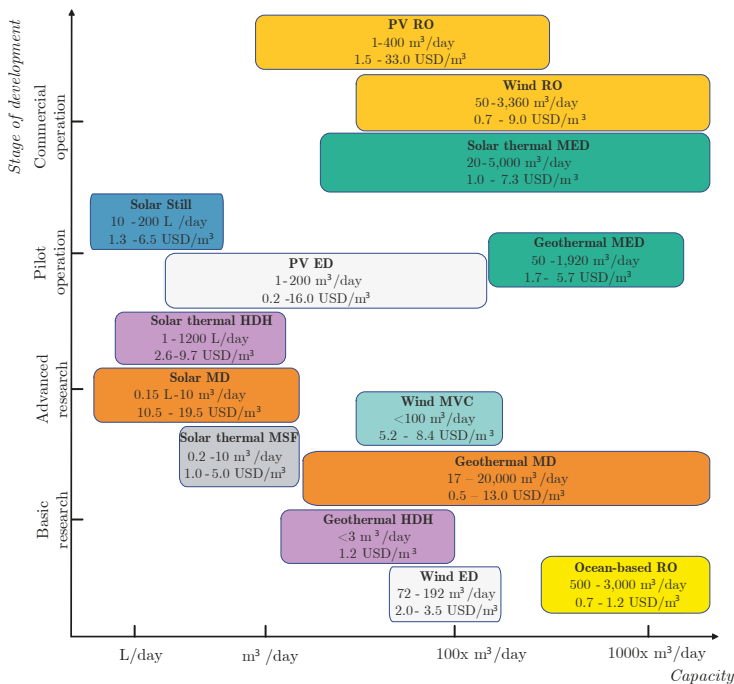 Stage of development
Commercial
operation
Pilot
operation
Advanced
research
Basic
research
PV RO
1-400 m³/day
1.5 - 33.0 USD/m³
Wind RO
50-3,360 m³/day
0.7 - 9.0 USD/m³
Solar thermal MED
20-5,000 m³/day
1.0 - 7.3 USD/m³
Solar Still
10 -200 L /day
1.3 -6.5 USD/m³
Geothermal MED
50 -1,920 m³/day
1.7- 5.7 USD/m³
PV ED
1-200 m³/day
0.2 -16.0 USD/m³
Solar thermal HDH
1 -1200 L/day
2.6-9.7 USD/m³
Solar MD
0.15 L-10 m³/day
10.5 - 19.5 USD/m³
Wind MVC
<100 m³/day
5.2 - 8.4 USD/m³
Solar thermal MSF
0.2 -10 m³/day
1.0 -5.0 USD/m³
Geothermal MD
17 – 20,000 m³/day
0.5 – 13.0 USD/m³
Geothermal HDH
<3 m³/day
1.2 USD/m³
Wind ED
72 - 192 m³/day
2.0- 3.5 USD/m³
Ocean-based RO
500 - 3,000 m³/day
0.7 - 1.2 USD/m³
L/day
m³ /day
100x m³/day
1000x m³/day
Capacity